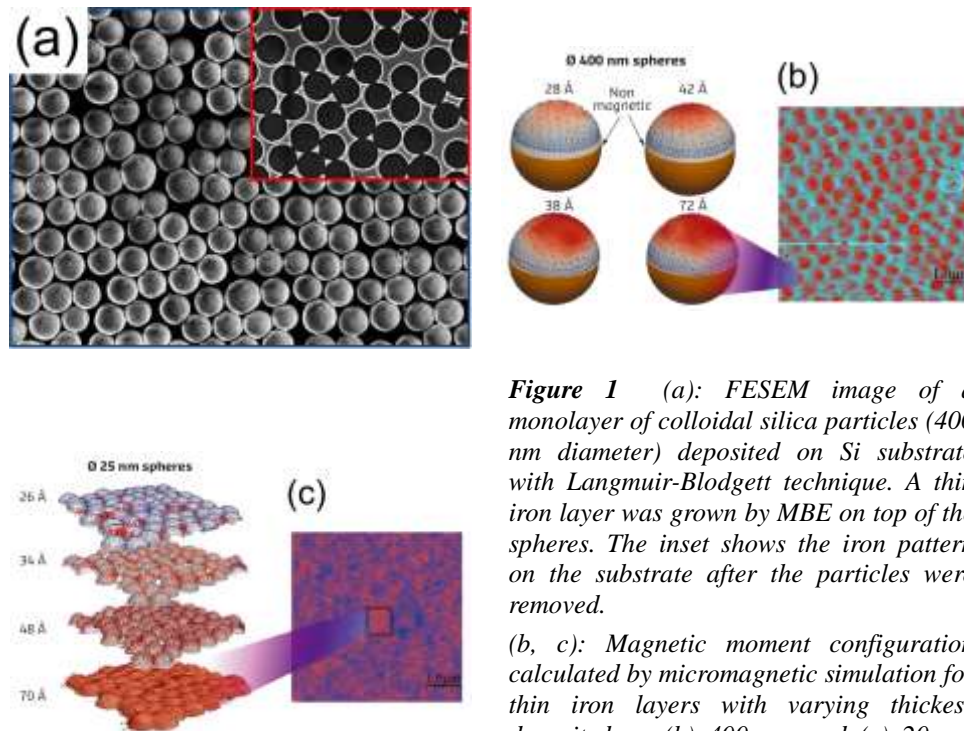 (a)
Ø 400 nm spheres
(b)
28 Å
Non
magnetic
42 Å
38 Å
72 Å
Figure 1 (a): FESEM image of
monolayer of colloidal silica particles (400
nm diameter) deposited on Si substrate
with Langmuir-Blodgett technique. A thin
iron layer was grown by MBE on top of the
spheres. The inset shows the iron pattern
on the substrate after the particles were
removed.
(b, c): Magnetic moment configuration
calculated by micromagnetic simulation fo
thin iron layers with varying thickes
Ø 25 nm spheres
(c)
26 Å
34 Å
48 Å
70 Å